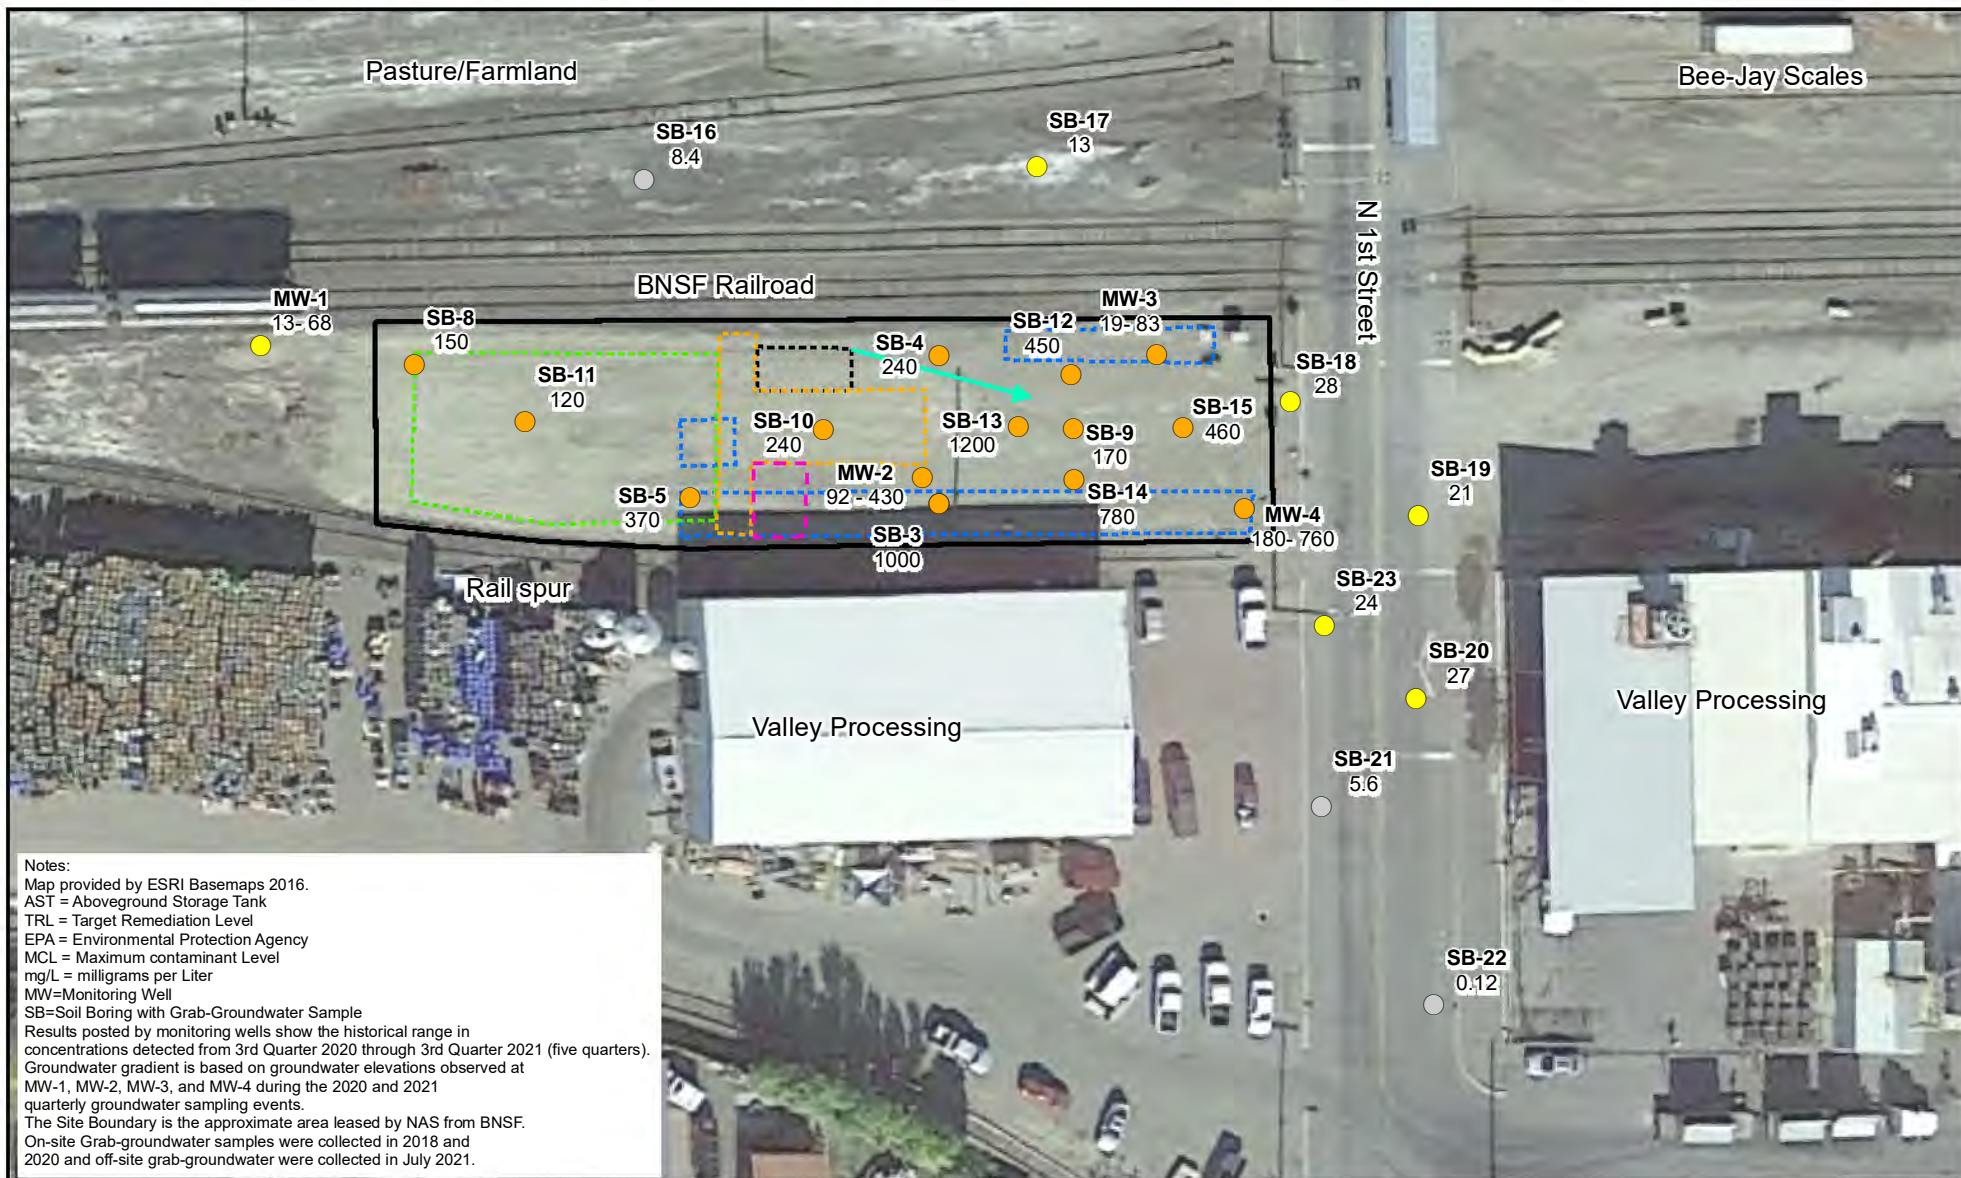 Pasture/Farmland
Bee-Jay Scales
SB-16
8.4
SB-17
13
N 1st Street
BNSF Railroad
MW-1
13- 68
SB-8
150
SB-11
120
SB-4
240
SB-12
450
MW-3
19- 83
SB-18
28
SB-10
240
SB-13
1200
SB-9
170
SB-15
460
SB-19
21
SB-5
370
MW-2
92 - 430
SB-14
780
MW-4
180- 760
SB-3
1000
Rail spur
SB-23
24
SB-20
27
Valley Processing
Valley Processing
SB-21
5.6
SB-22
0.12
Notes:
Map provided by ESRI Basemaps 2016.
AST = Aboveground Storage Tank
TRL = Target Remediation Level
EPA = Environmental Protection Agency
MCL = Maximum contaminant Level
mg/L = milligrams per Liter
MW=Monitoring Well
SB=Soil Boring with Grab-Groundwater Sample
Results posted by monitoring wells show the historical range in
concentrations detected from 3rd Quarter 2020 through 3rd Quarter 2021 (five quarters).
Groundwater gradient is based on groundwater elevations observed at
MW-1, MW-2, MW-3, and MW-4 during the 2020 and 2021
quarterly groundwater sampling events.
The Site Boundary is the approximate area leased by NAS from BNSF.
On-site Grab-groundwater samples were collected in 2018 and
2020 and off-site grab-groundwater were collected in July 2021.